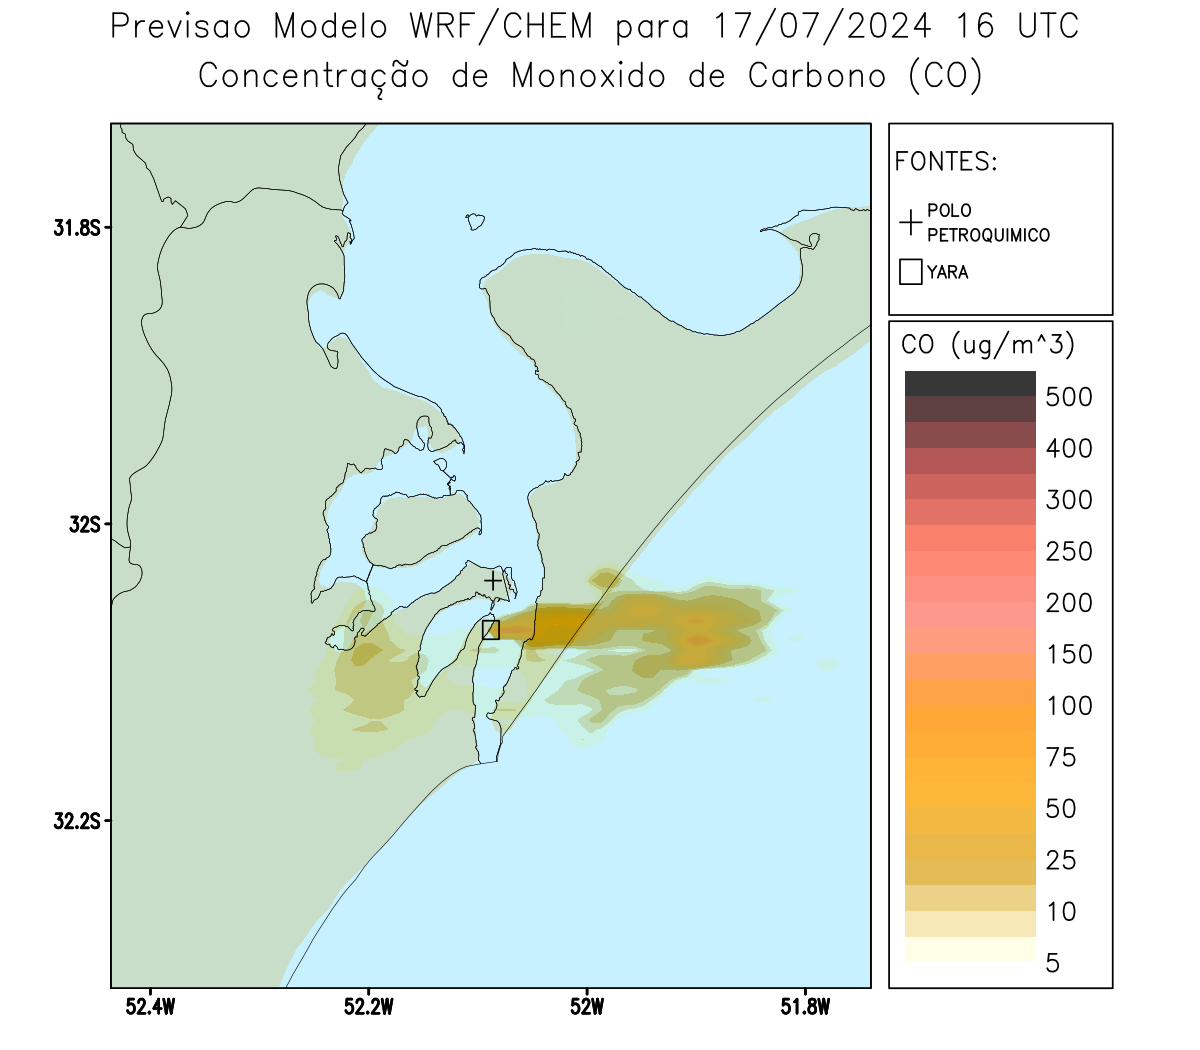 Previsao Modelo WRF/CHEM para 17/07/2024 16 UTC
Concentração de Monoxido de Carbono (CO)
FONTES:
POLO
PETROQUIMICO
YARA
CO (ug/m^3)
500
400
300
250
200
150
100
75
50
25
10
5
31.8S
32S
32.2S
52.4W
52.2W
52W
51.8W